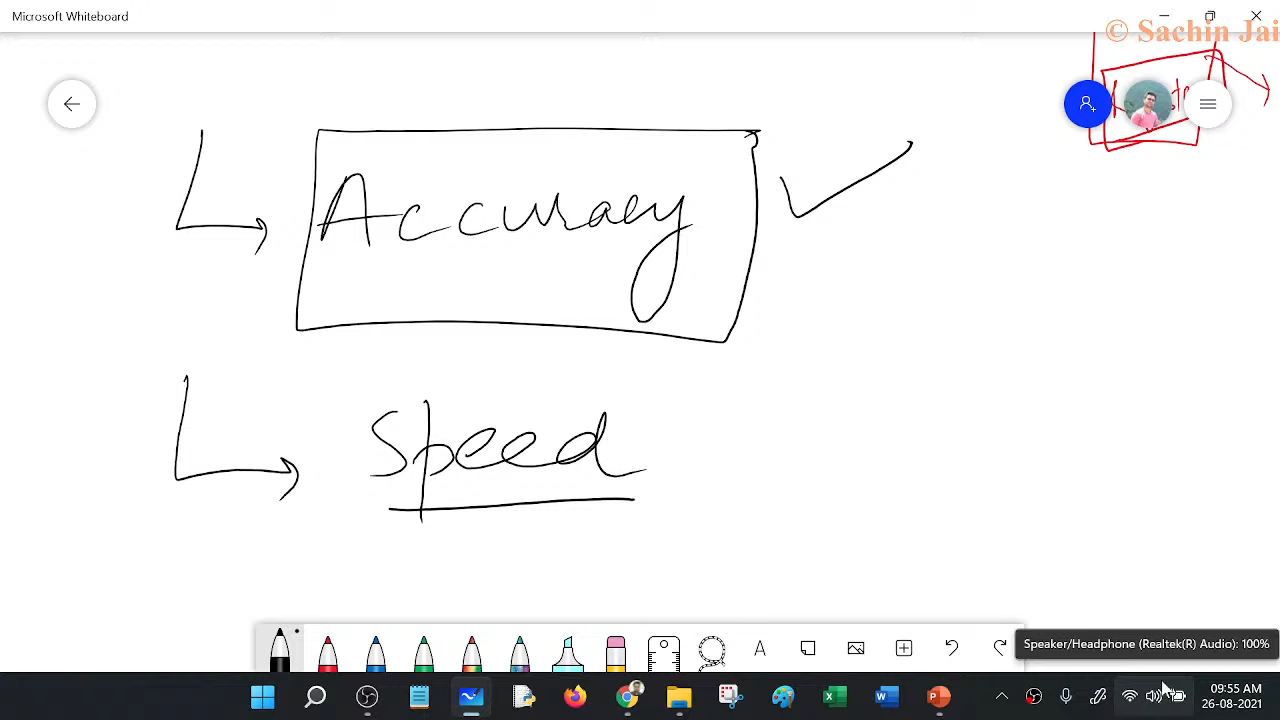 Microsoft Whiteboard
© Sachin Jai
Accuracy
Speed
A
Speaker/Headphone (Realtek(R) Audio): 100%
09:55 AM
26-08-2021